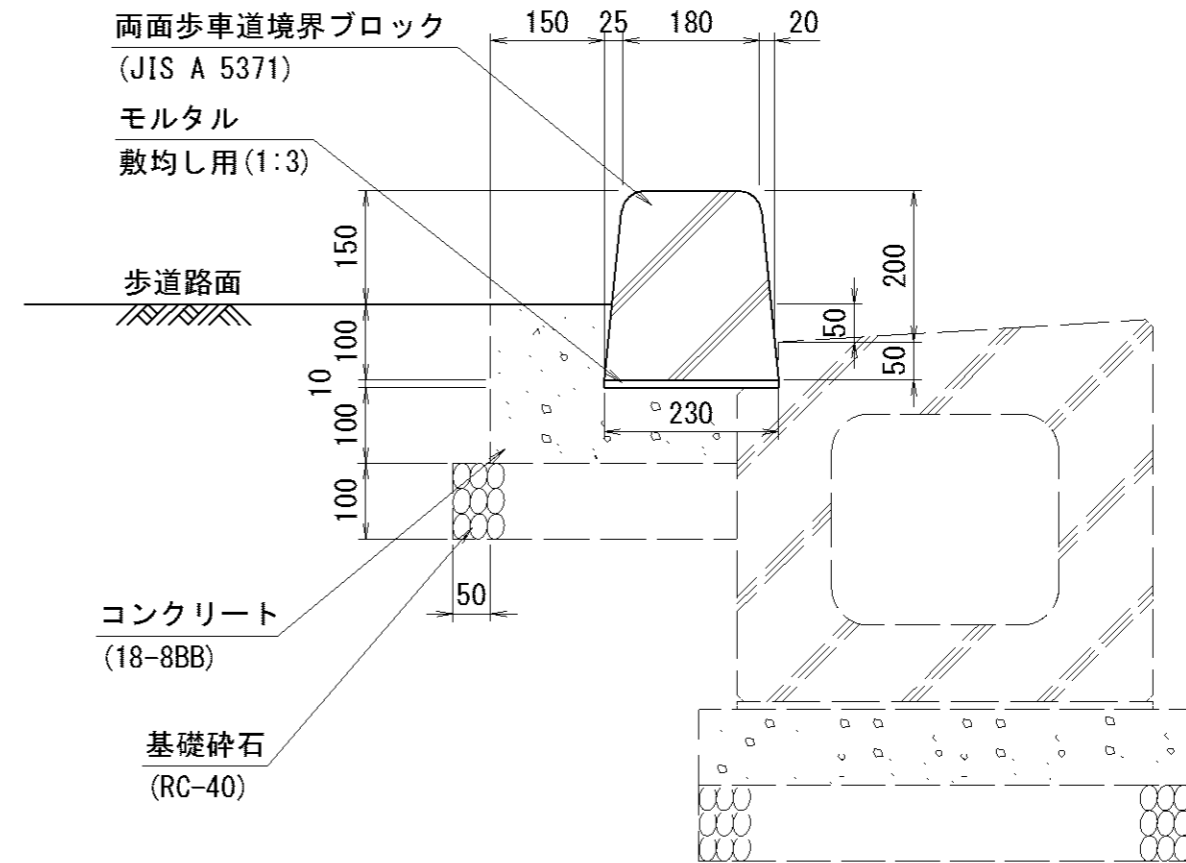 両面歩車道境界ブロック
(JIS A 5371)
モルタル
敷均し用(1:3)
150
25
180
20
150
歩道路面
100
10
100
100
200
50
50
230
50
コンクリート
(18-8BB)
基礎砕石
(RC-40)